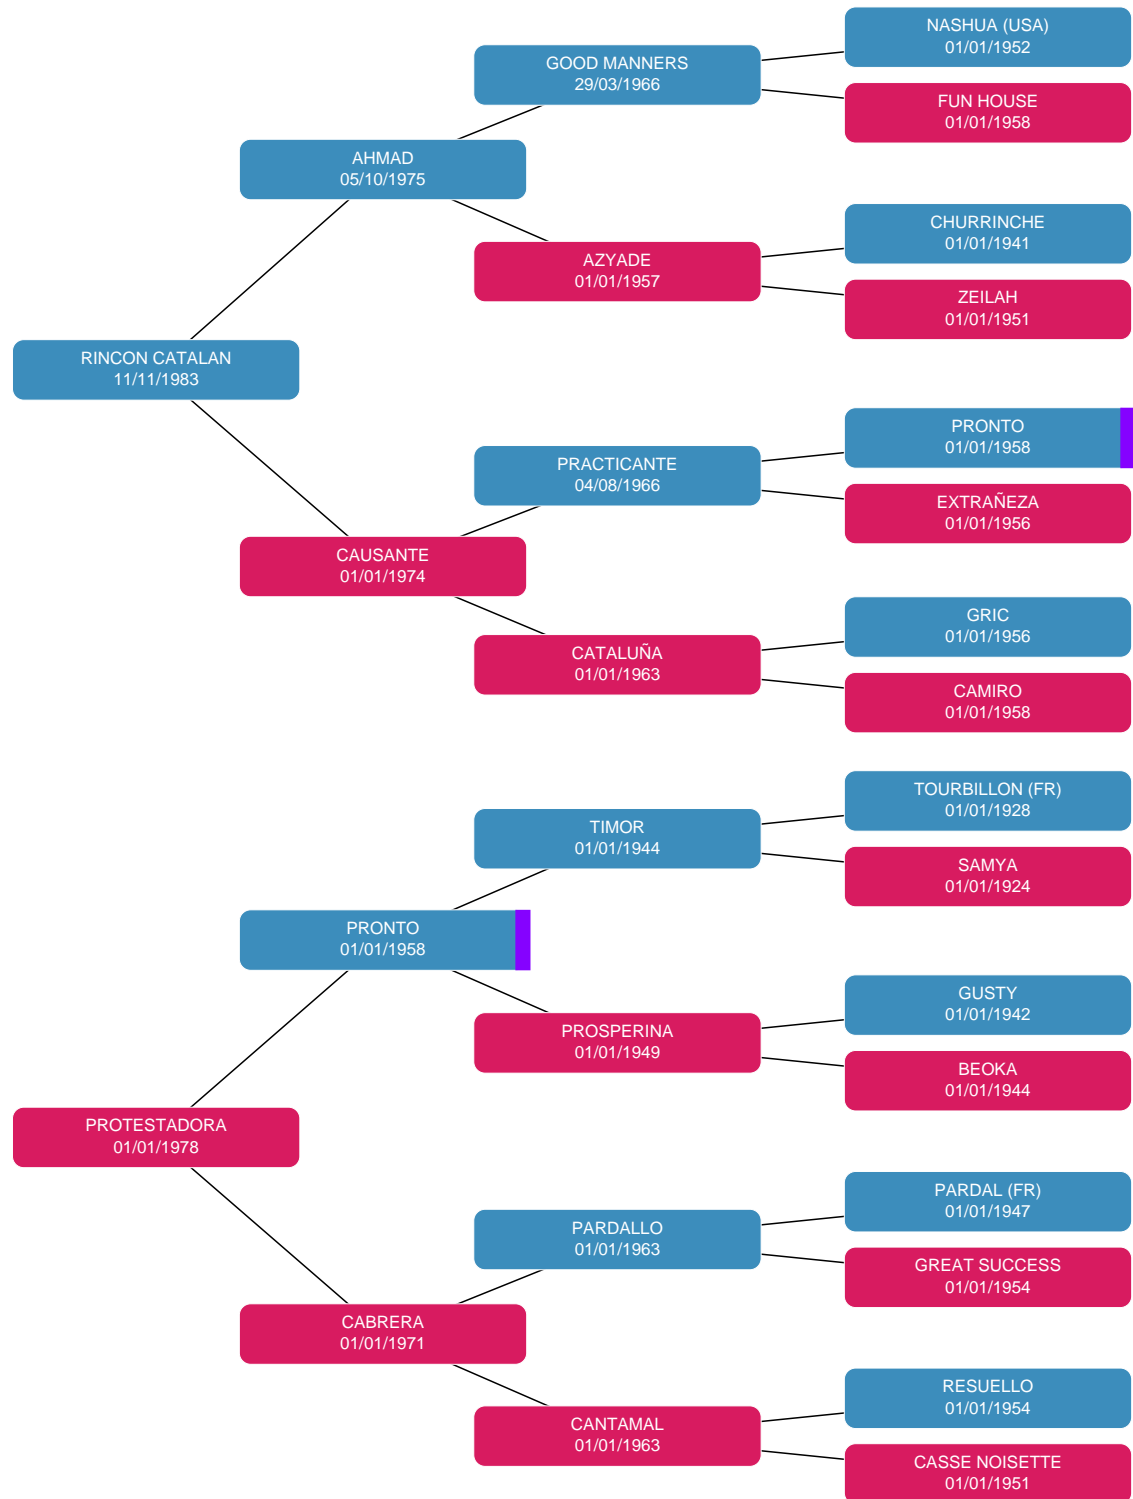 NASHUA (USA)
01/01/1952
GOOD MANNERS
29/03/1966
FUN HOUSE
01/01/1958
AHMAD
05/10/1975
CHURRINCHE
01/01/1941
AZYADE
01/01/1957
ZEILAH
01/01/1951
RINCON CATALAN
11/11/1983
PRONTO
01/01/1958
PRACTICANTE
04/08/1966
EXTRAÑEZA
01/01/1956
CAUSANTE
01/01/1974
GRIC
01/01/1956
CATALUÑA
01/01/1963
CAMIRO
01/01/1958
TOURBILLON (FR)
01/01/1928
TIMOR
01/01/1944
SAMYA
01/01/1924
PRONTO
01/01/1958
GUSTY
01/01/1942
PROSPERINA
01/01/1949
BEOKA
01/01/1944
PROTESTADORA
01/01/1978
PARDAL (FR)
01/01/1947
PARDALLO
01/01/1963
GREAT SUCCESS
01/01/1954
CABRERA
01/01/1971
RESUELLO
01/01/1954
CANTAMAL
01/01/1963
CASSE NOISETTE
01/01/1951